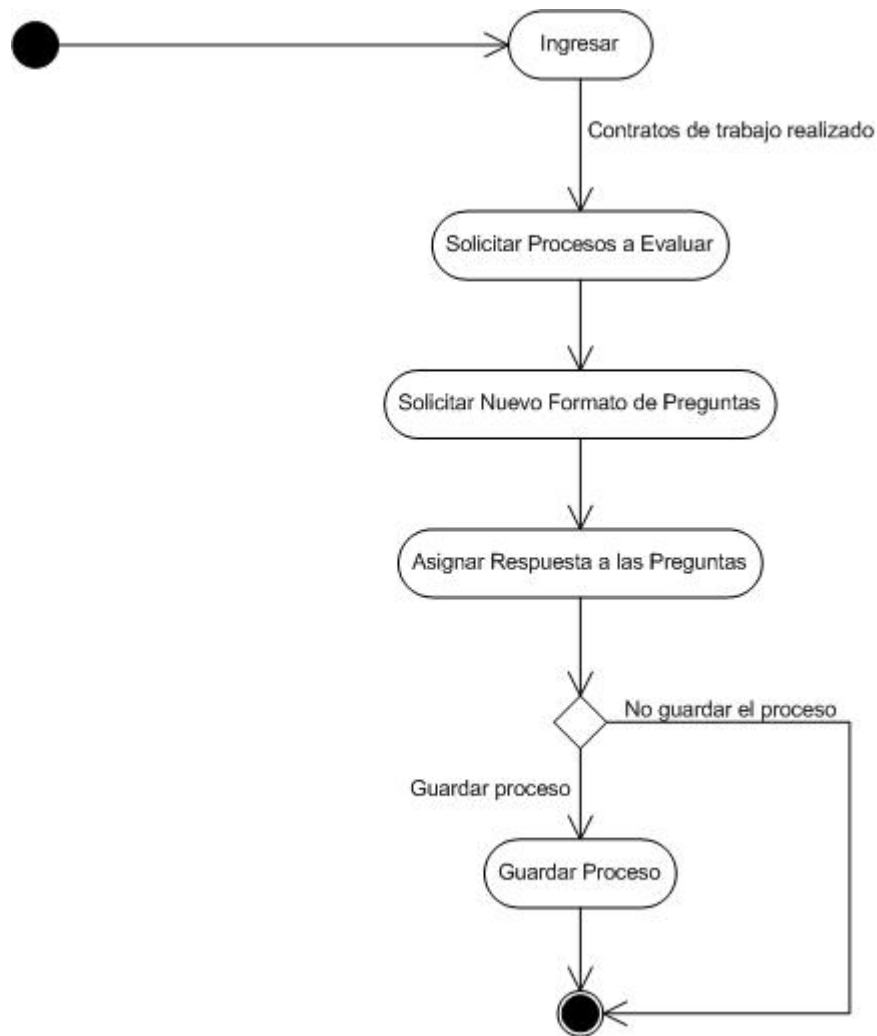 Ingresar
Contratos de trabajo realizado
Solicitar Procesos a Evaluar
Solicitar Nuevo Formato de Preguntas
Asignar Respuesta a las Preguntas
No guardar el proceso
Guardar proceso
Guardar Proceso